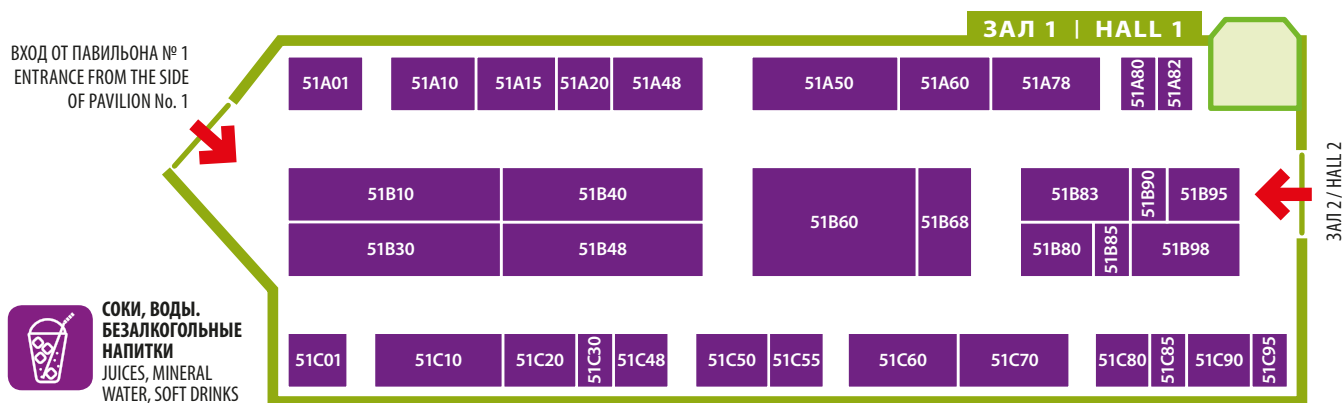 ЗАЛ 1 | HALL 1
ВХОД ОТ ПАВИЛЬОНА № 1
ENTRANCE FROM THE SIDE
OF PAVILION No. 1
51A01
51A10
51A15
51A20
51A48
51A50
51A60
51A78
51A80
51A82
51B10
51B40
51B60
51B68
51B83
51B90
51B95
51B30
51B48
51B80
51B85
51B98
ЗАЛ 2 / HALL 2
СОКИ, ВОДЫ.
БЕЗАЛКОГОЛЬНЫЕ
НАПИТКИ
JUICES, MINERAL
WATER, SOFT DRINKS
51C01
51C10
51C20
51C30
51C48
51C50
51C55
51C60
51C70
51C80
51C85
51C90
51C95